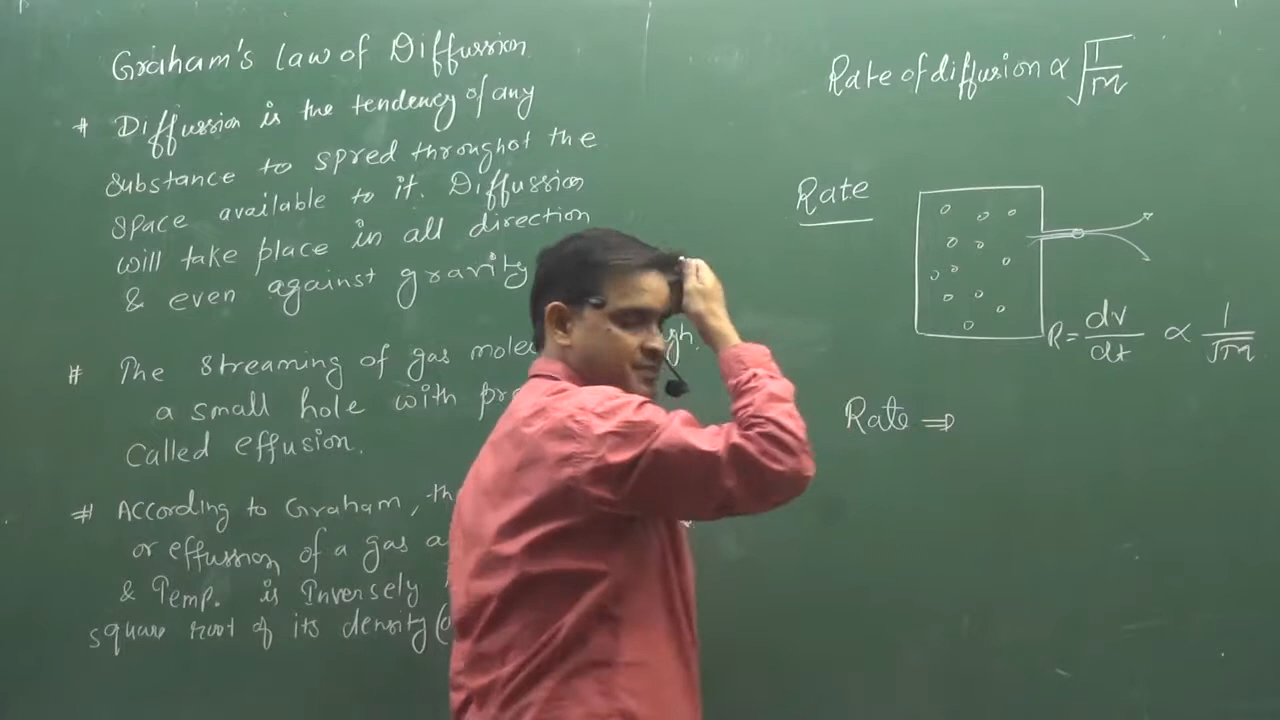 Graham's Law of Diffussion
# Diffussion is the tendency of any
substance to spred throughot the
space available to it. Diffussion
will take place in all direction
& even against gravity
# The streaming of gas
a small hole with
called effusion.
# According to Graham,
or effussion of a gas
& Temp. is Inversely
square root of its density
Rate of diffusion ∝ √1/m
Rate
R = dv/dt ∝ 1/√m
Rate ⇒